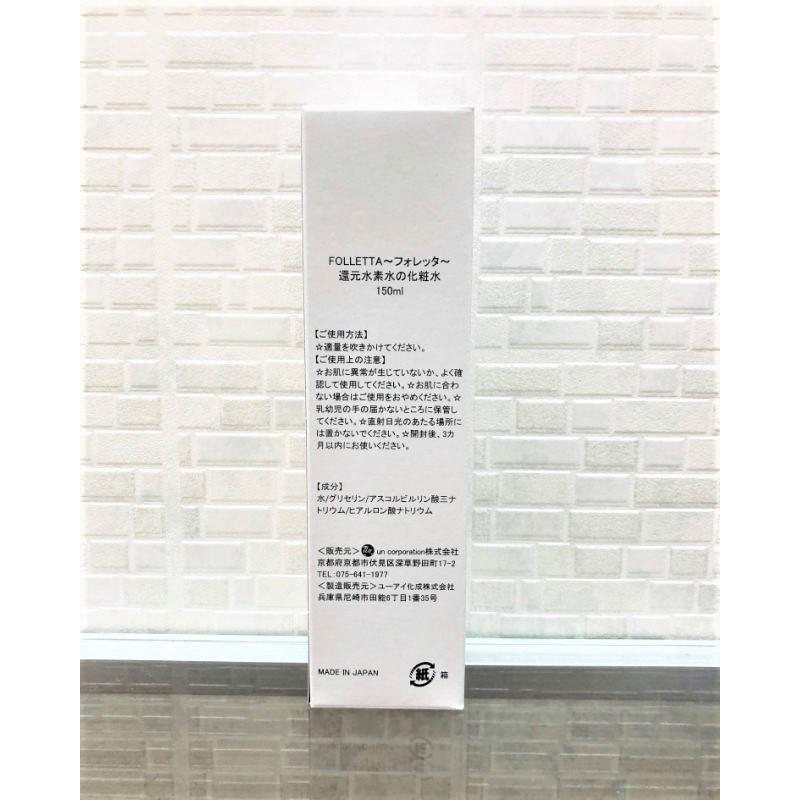 FOLLETTA～フォレッタ～
還元水素水の化粧水
150ml
【ご使用方法】
☆適量を吹きかけてください。
【ご使用上の注意】
☆お肌に異常が生じていないか、よく確
認して使用してください。☆お肌に合わ
ない場合はご使用をおやめください。☆
乳幼児の手の届かないところに保管し
てください。☆直射日光のあたる場所に
は置かないでください。☆開封後、3カ
月以内にお使いください。
【成分】
水/グリセリン/アスコルビルリン酸三ナ
トリウム/ヒアルロン酸ナトリウム
＜販売元＞ un corporation株式会社
京都府京都市伏見区深草野田町17-2
TEL:075-641-1977
＜製造販売元＞ユーアイ化成株式会社
兵庫県尼崎市田能6丁目1番35号
MADE IN JAPAN 紙 箱